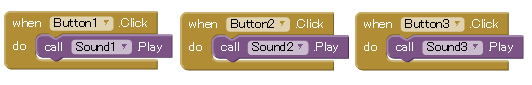 when Button1 .Click
do call Sound1 .Play
when Button2 .Click
do call Sound2 .Play
when Button3 .Click
do call Sound3 .Play